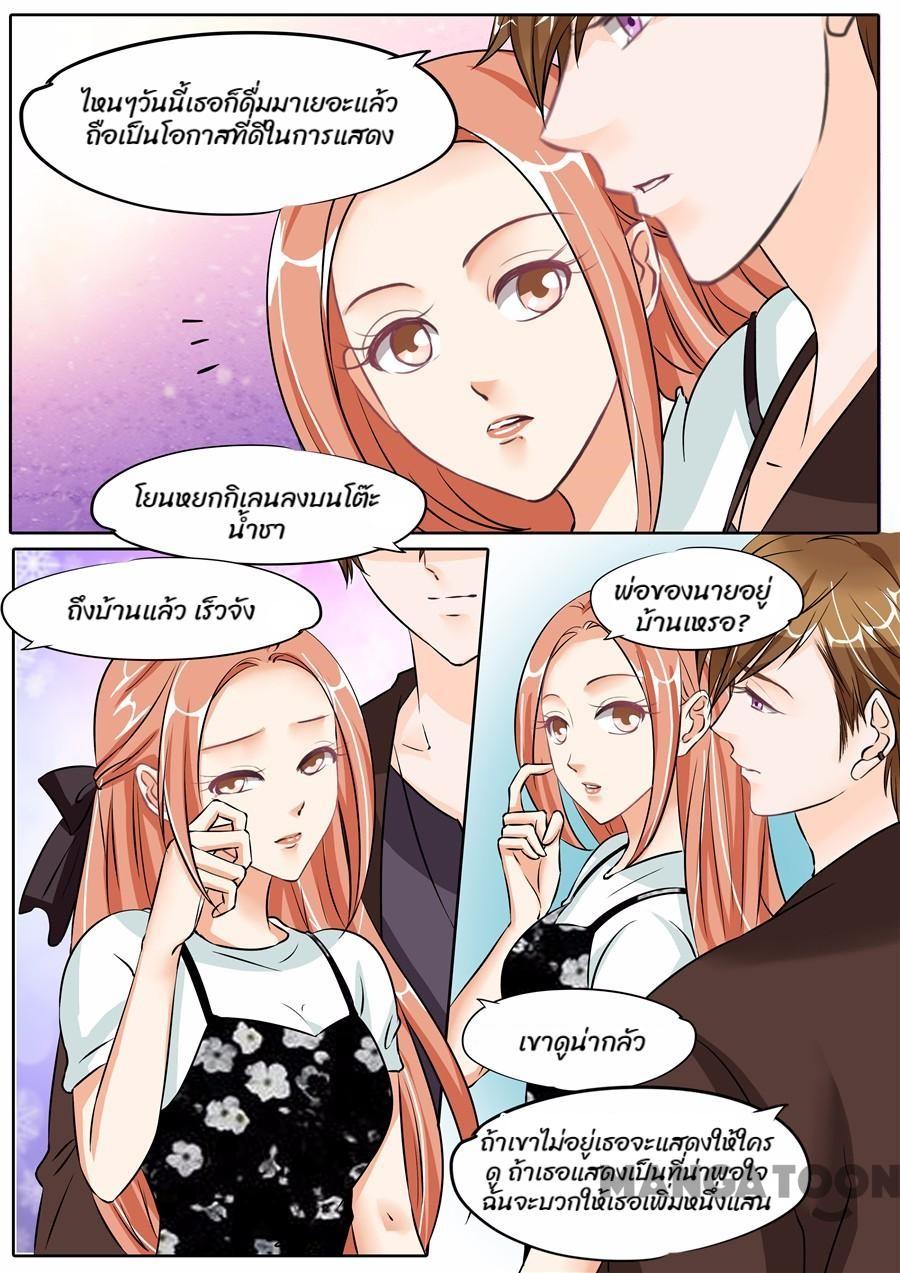 ไหนๆวันนี้เธอก็ดื่มมาเยอะแล้ว
ถือเป็นโอกาสที่ดีในการแสดง
โยนหยกกิเลนลงบนโต๊ะ
น้ำชา
ถึงบ้านแล้ว เร็วจัง
พ่อของนายอยู่
บ้านเหรอ?
เขาดูน่ากลัว
ถ้าเขาไม่อยู่เธอจะแสดงให้ใคร
ดู ถ้าเธอแสดงเป็นที่น่าพอใจ
ฉันจะบวกให้เธอเพิ่มหนึ่งแสน
MANGATOON